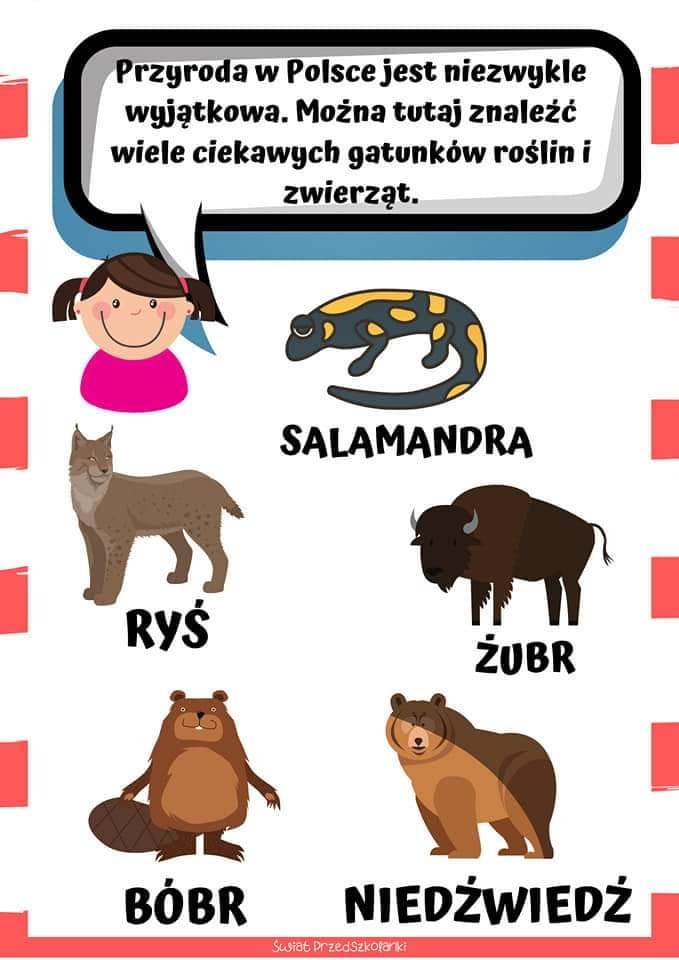 Przyroda w Polsce jest niezwykle
wyjątkowa. Można tutaj znaleźć
wiele ciekawych gatunków roślin i
zwierząt.
SALAMANDRA
RYŚ
ŻUBR
BÓBR
NIEDŹWIEDŹ
Świat Przedszkolanki